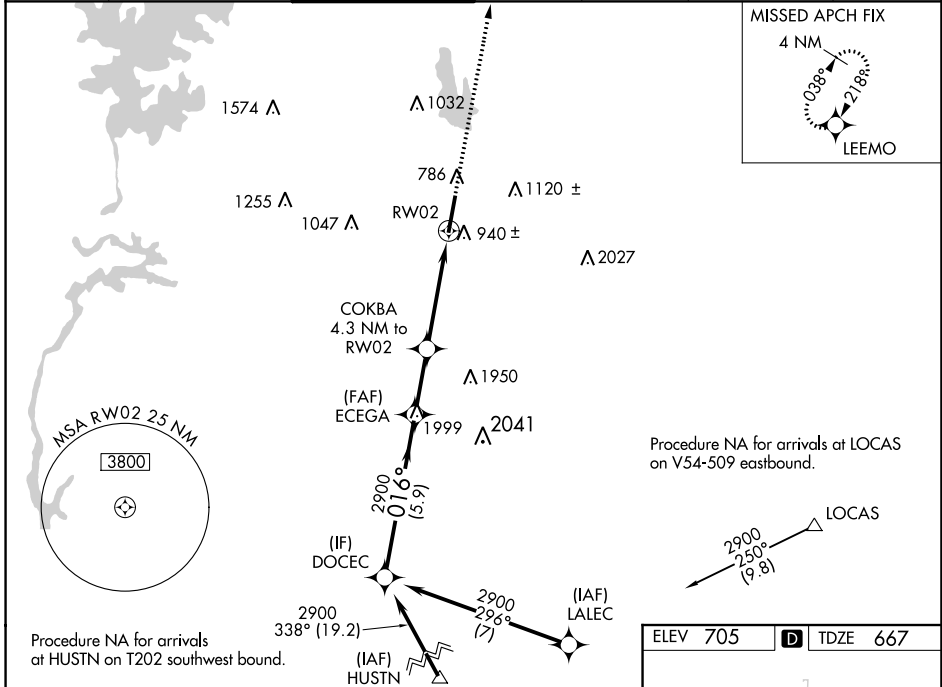 MISSED APCH FIX
4 NM
038°
218°
LEEMO
1574
1032
786
1120 ±
1255
1047
RW02
940 ±
2027
COKBA
4.3 NM to
RW02
1950
(FAF)
ECEGA
1999
2041
MSA RW02 25 NM
3800
Procedure NA for arrivals at LOCAS
on V54-509 eastbound.
2900
016°
(5.9)
LOCAS
2900
250°
(9.8)
(IF)
DOCEC
2900
296°
(7)
(IAF)
LALEC
2900
338° (19.2)
Procedure NA for arrivals
at HUSTN on T202 southwest bound.
(IAF)
HUSTN
ELEV 705 D TDZE 667